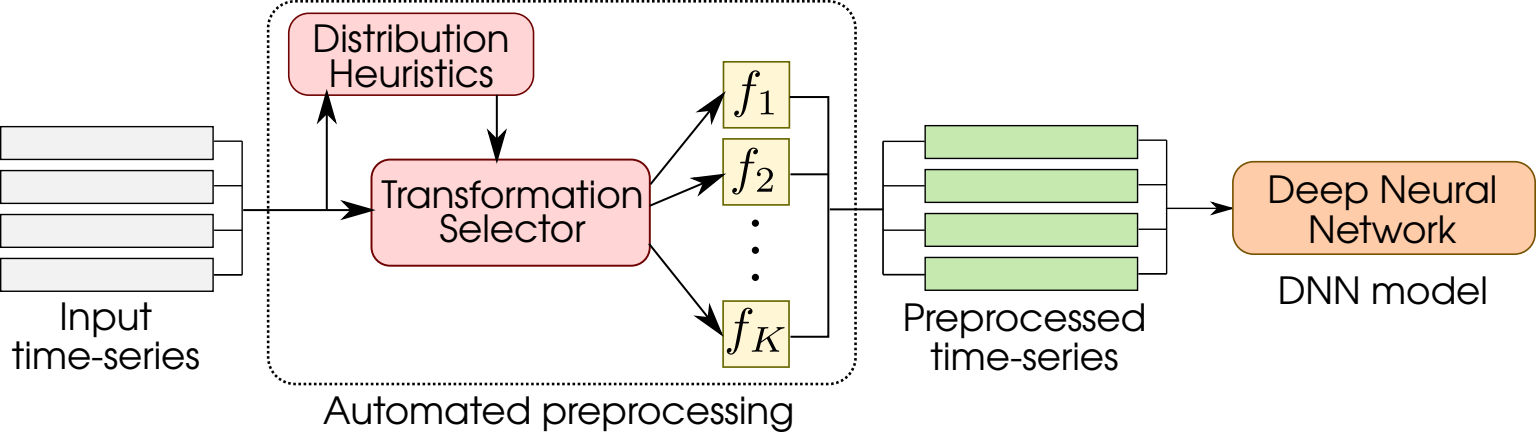 Distribution
Heuristics
Transformation
Selector
f1
f2
fK
Input
time-series
Automated preprocessing
Preprocessed
time-series
Deep Neural
Network
DNN model